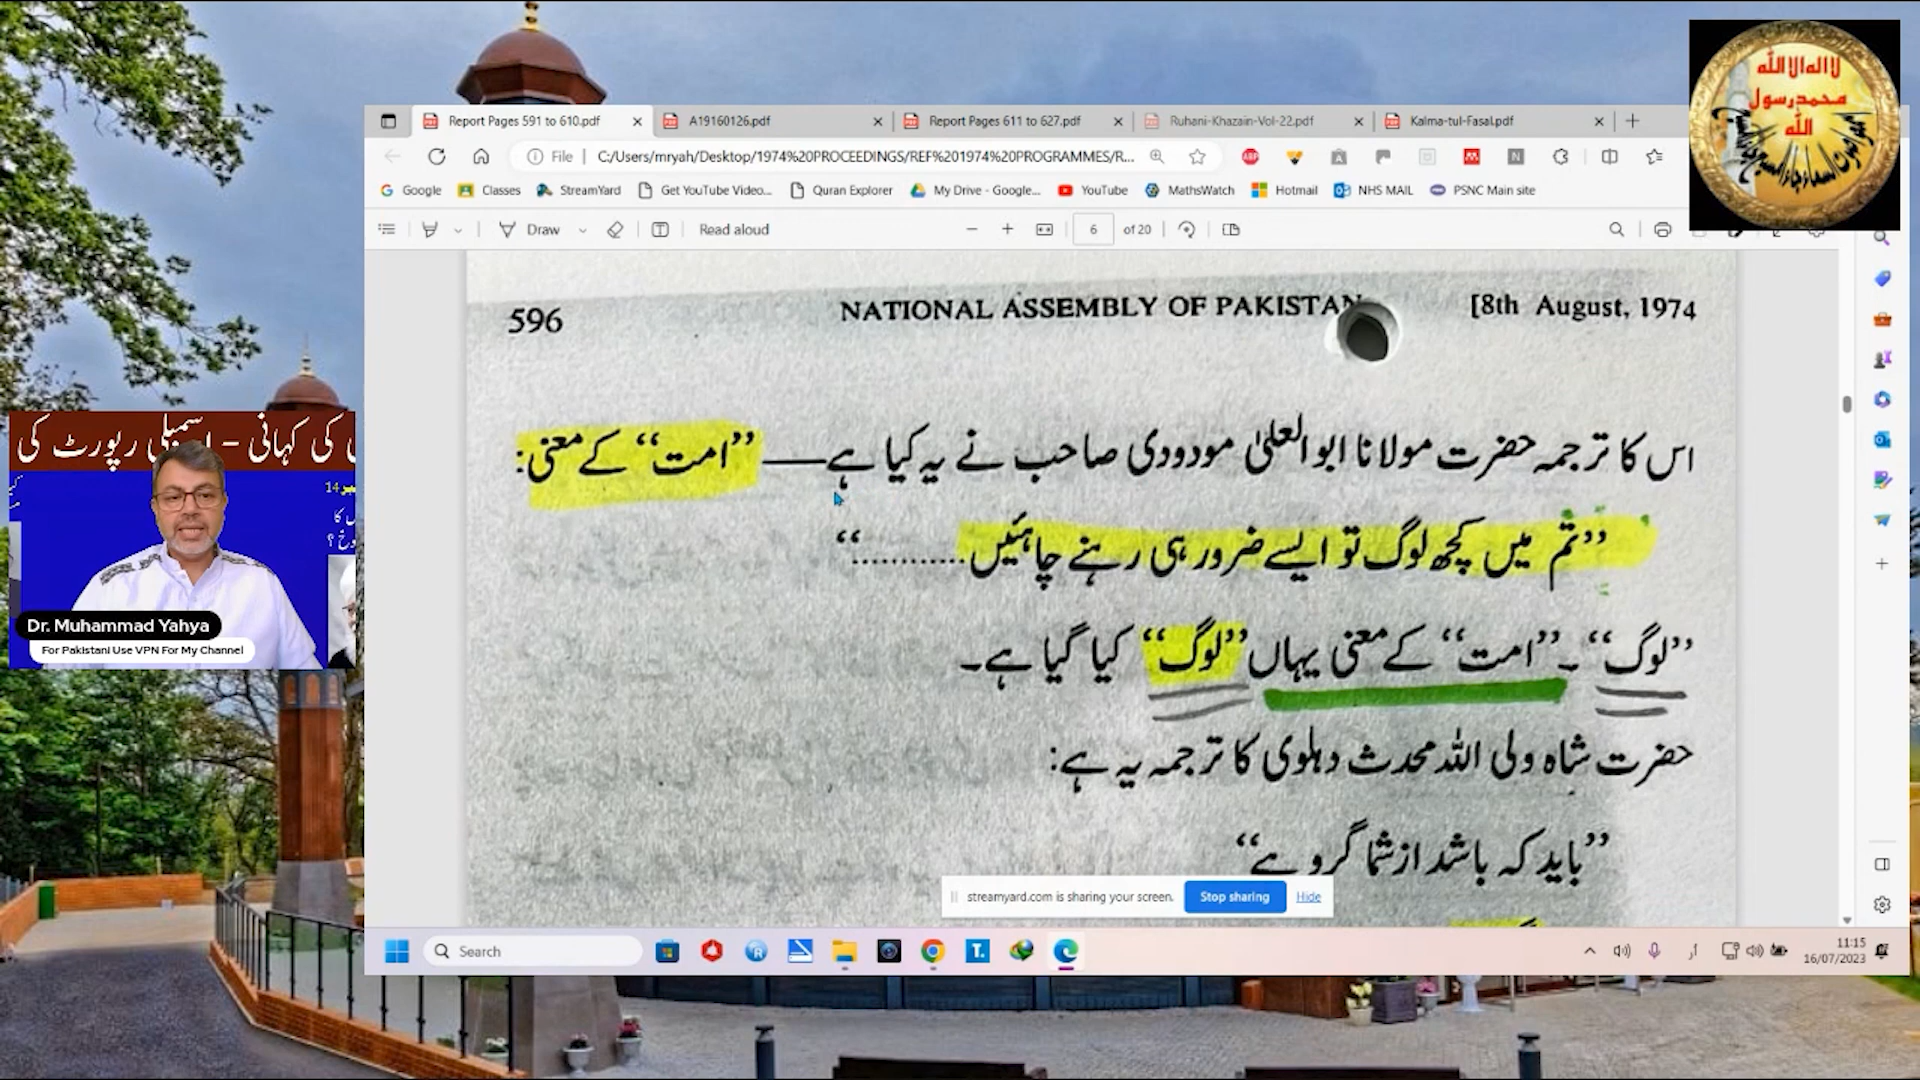 Report Pages 591 to 610.pdf
A19160126.pdf
Report Pages 611 to 627.pdf
Ruhani-Khazain-Vol-22.pdf
Kalma-tul-Fasal.pdf
File | C:/Users/mryah/Desktop/1974%20PROCEEDINGS/REF%201974%20PROGRAMMES/R...
Google
Classes
StreamYard
Get YouTube Video...
Quran Explorer
My Drive - Google...
YouTube
MathsWatch
Hotmail
NHS MAIL
PSNC Main site
Draw
Read aloud
6 of 20
لا اله الا الله
محمد رسول
الله
596 NATIONAL ASSEMBLY OF PAKISTAN [8th August, 1974
اس کا ترجمہ حضرت مولانا ابوالعلیٰ مودودی صاحب نے یہ کیا ہے——”امت“ کے معنی:
”تم میں کچھ لوگ تو ایسے ضرور ہی رہنے چاہئیں...........“
”لوگ“۔ ”امت“ کے معنی یہاں ”لوگ“ کیا گیا ہے۔
حضرت شاہ ولی اللہ محدث دہلوی کا ترجمہ یہ ہے:
”باید کہ باشد از شما گروہے“
کی کہانی - اسمبلی رپورٹ کی
Dr. Muhammad Yahya
For Pakistani Use VPN For My Channel
streamyard.com is sharing your screen.
Stop sharing
Hide
Search
11:15
16/07/2023